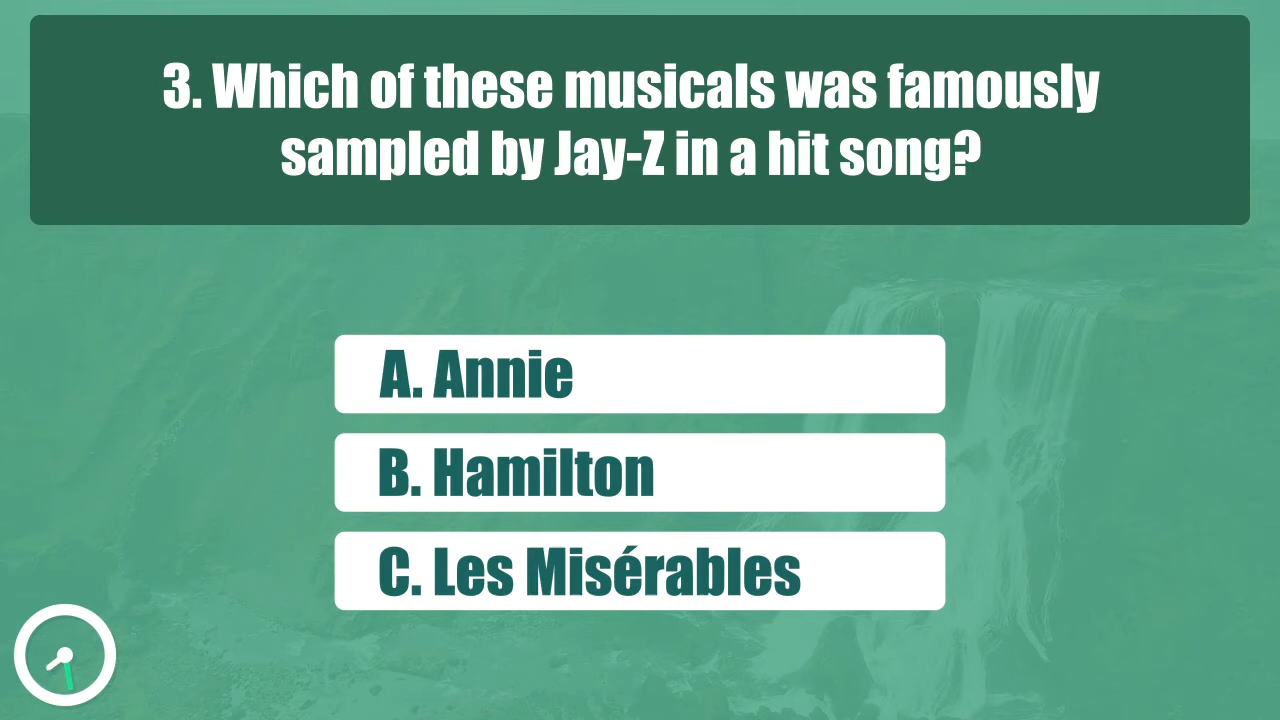 3. Which of these musicals was famously
sampled by Jay-Z in a hit song?
A. Annie
B. Hamilton
C. Les Misérables